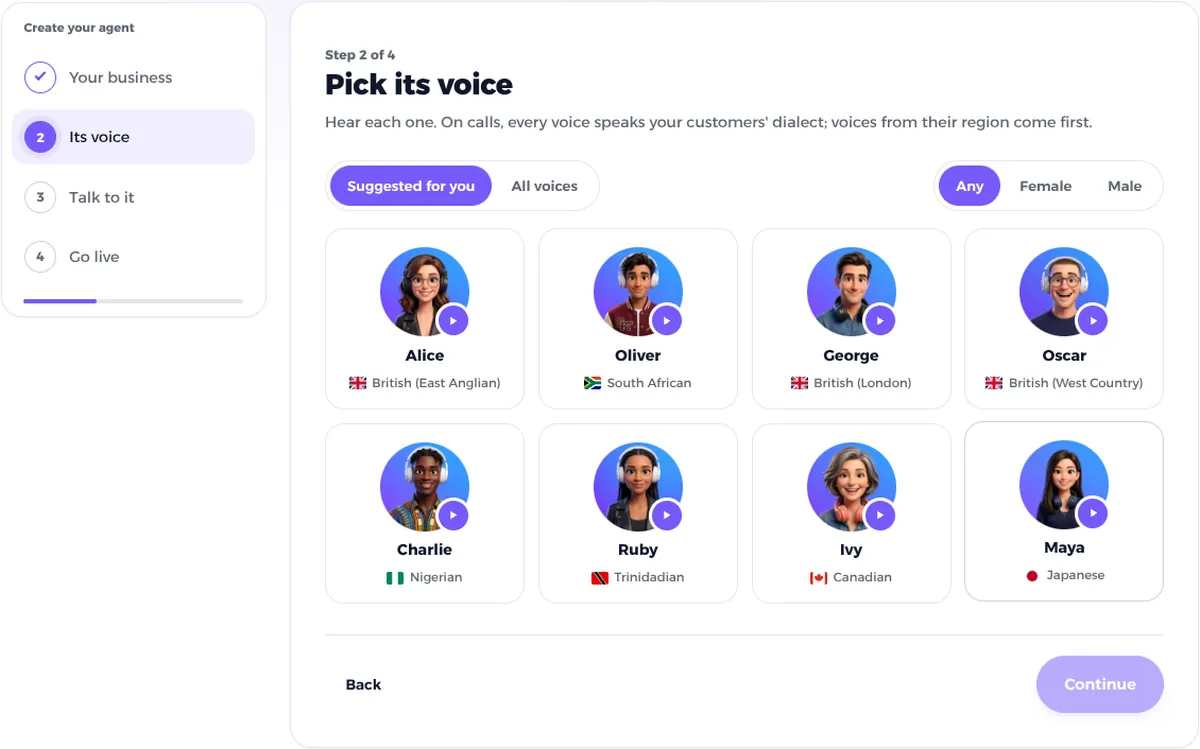 Create your agent
Your business
2 Its voice
3 Talk to it
4 Go live
Step 2 of 4
Pick its voice
Hear each one. On calls, every voice speaks your customers' dialect; voices from their region come first.
Suggested for you All voices
Any Female Male
Alice
British (East Anglian)
Oliver
South African
George
British (London)
Oscar
British (West Country)
Charlie
Nigerian
Ruby
Trinidadian
Ivy
Canadian
Maya
Japanese
Back
Continue